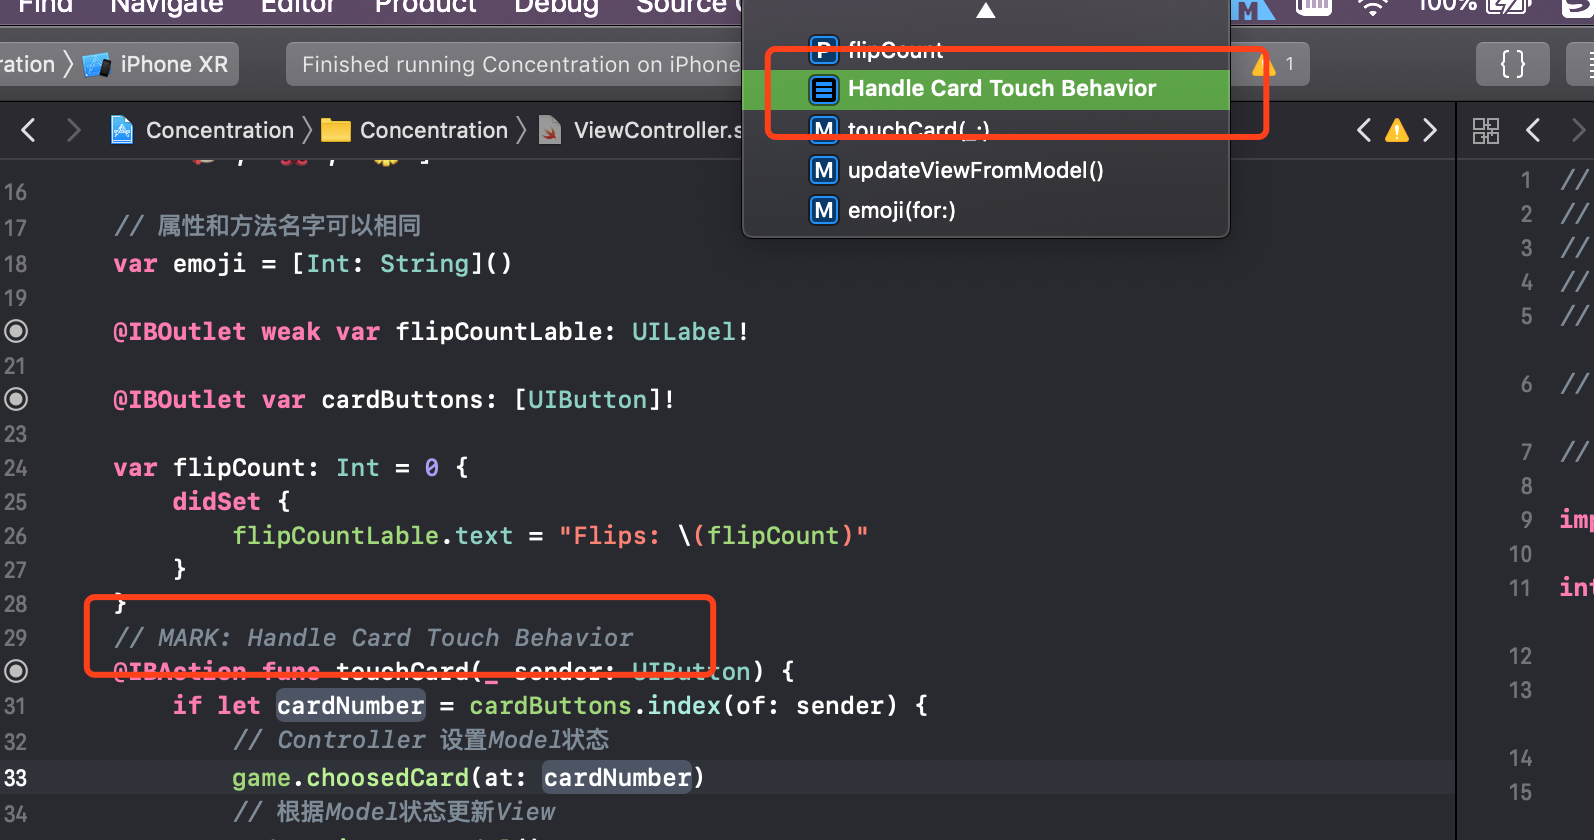 Find Navigate Editor Product Debug Source
100%
ration iPhone XR Finished running Concentration on iPhone 1 { }
flipCount
Handle Card Touch Behavior
touchCard(_:)
updateViewFromModel()
emoji(for:)
Concentration Concentration ViewController.s
16
17 // 属性和方法名字可以相同
18 var emoji = [Int: String]()
19
@IBOutlet weak var flipCountLable: UILabel!
21
@IBOutlet var cardButtons: [UIButton]!
23
24 var flipCount: Int = 0 {
25 didSet {
26 flipCountLable.text = "Flips: \(flipCount)"
27 }
28 }
29 // MARK: Handle Card Touch Behavior
@IBAction func touchCard(_ sender: UIButton) {
31 if let cardNumber = cardButtons.index(of: sender) {
32 // Controller 设置Model状态
33 game.choosedCard(at: cardNumber)
34 // 根据Model状态更新View
1 //
2 //
3 //
4 //
5 //
6 //
7 //
8
9 imp
10
11 int
12
13
14
15